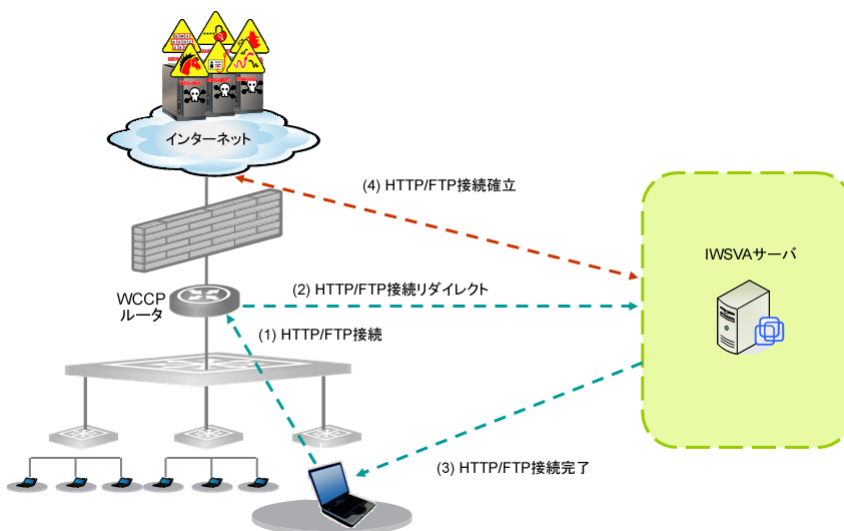 インターネット
(4) HTTP/FTP接続確立
IWSVAサーバ
WCCP
ルータ
(2) HTTP/FTP接続リダイレクト
(1) HTTP/FTP接続
(3) HTTP/FTP接続完了